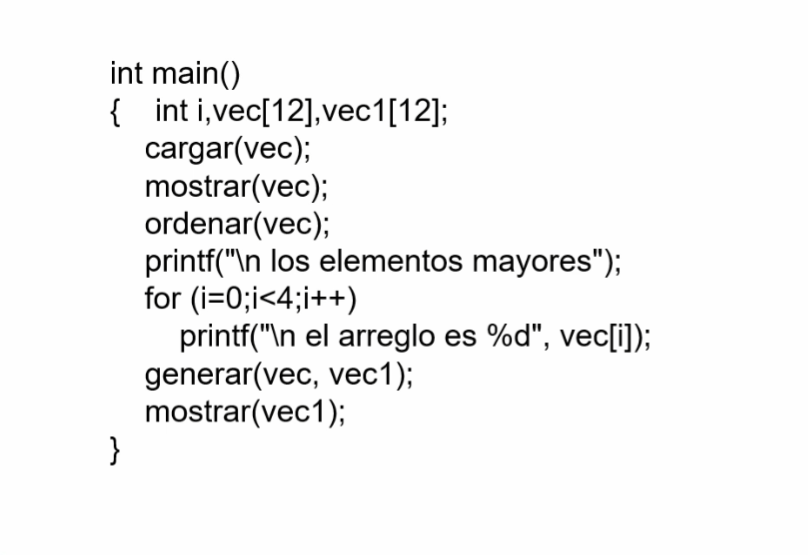 int main()
{ int i,vec[12],vec1[12];
cargar(vec);
mostrar(vec);
ordenar(vec);
printf("\n los elementos mayores");
for (i=0;i<4;i++)
printf("\n el arreglo es %d", vec[i]);
generar(vec, vec1);
mostrar(vec1);
}